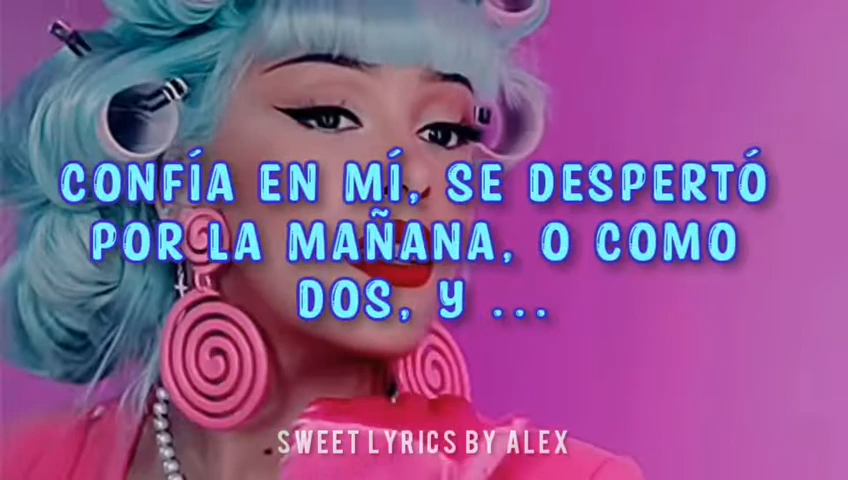 CONFÍA EN MÍ, SE DESPERTÓ
POR LA MAÑANA, O COMO
DOS, Y ...
SWEET LYRICS BY ALEX